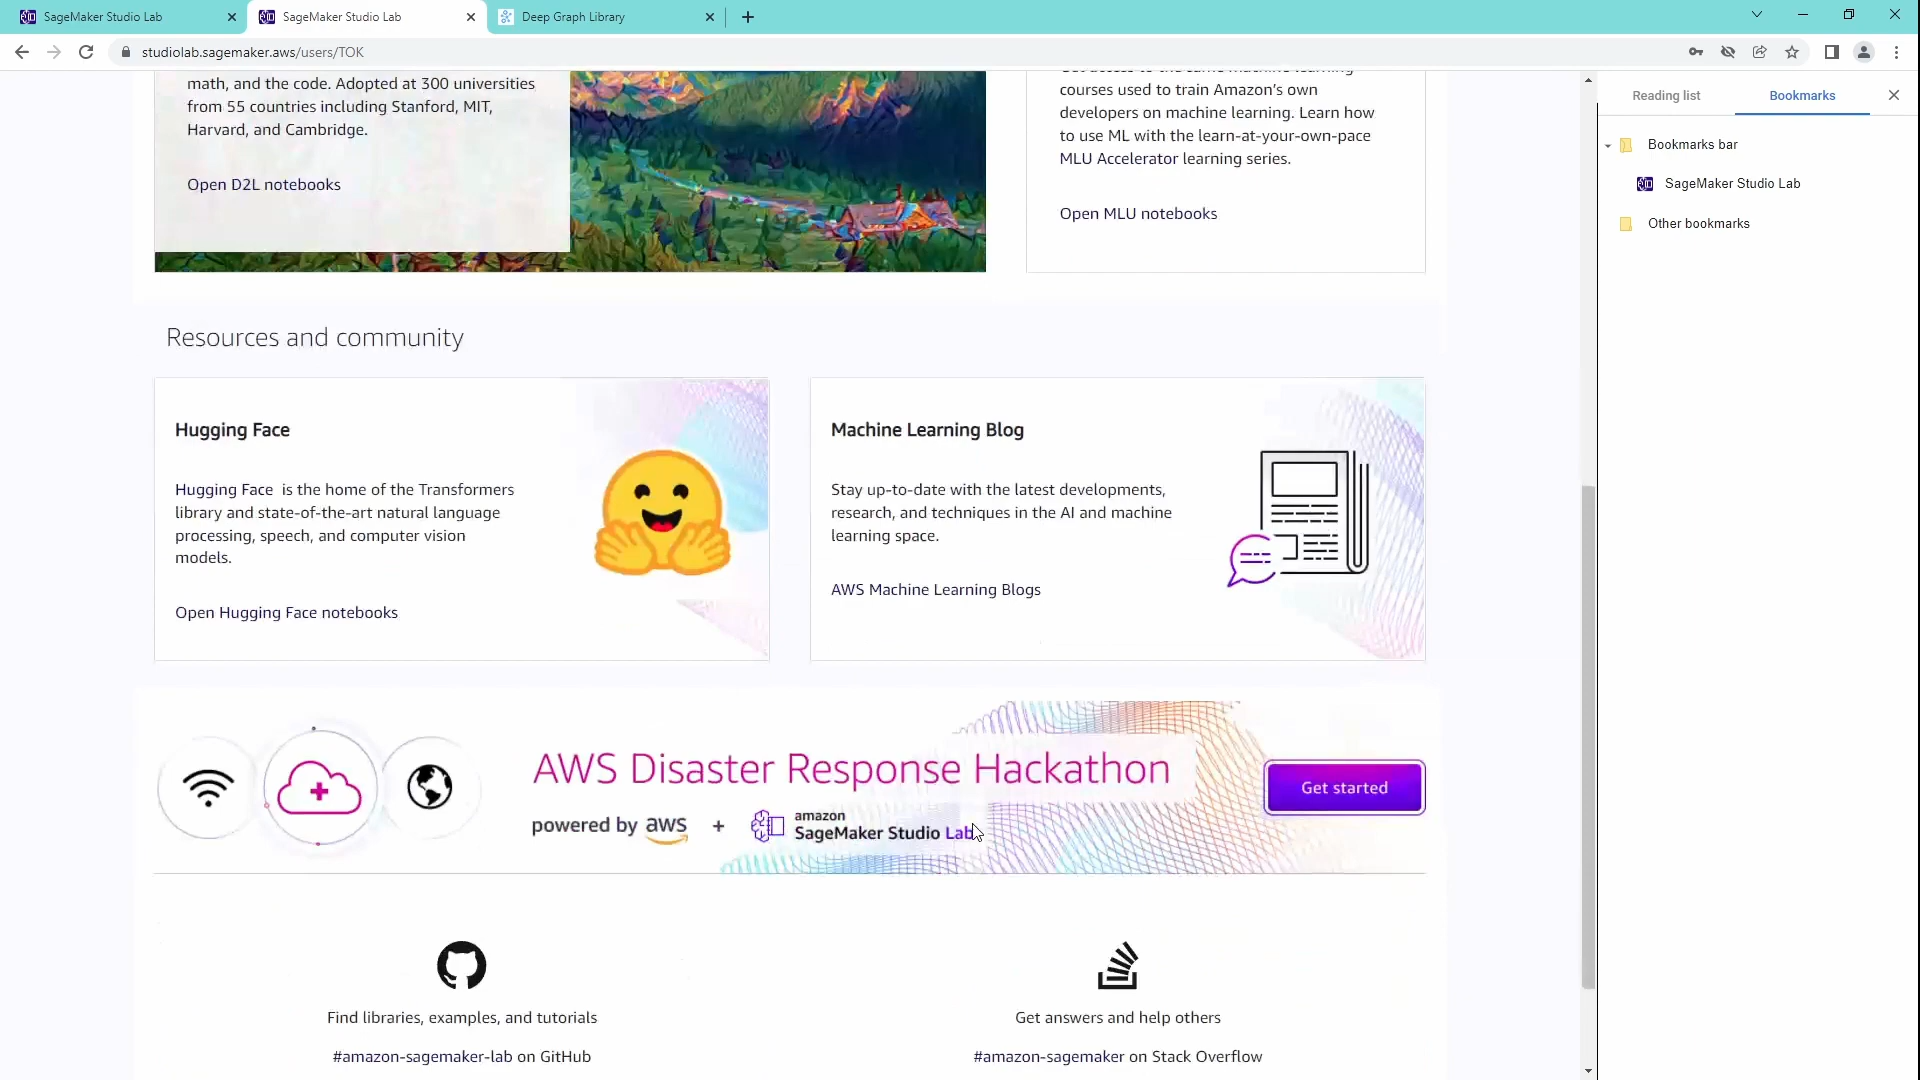 SageMaker Studio Lab
SageMaker Studio Lab
Deep Graph Library
studiolab.sagemaker.aws/users/TOK
math, and the code. Adopted at 300 universities
from 55 countries including Stanford, MIT,
Harvard, and Cambridge.
Open D2L notebooks
courses used to train Amazon's own
developers on machine learning. Learn how
to use ML with the learn-at-your-own-pace
MLU Accelerator learning series.
Open MLU notebooks
Reading list
Bookmarks
Bookmarks bar
SageMaker Studio Lab
Other bookmarks
Resources and community
Hugging Face
Hugging Face is the home of the Transformers
library and state-of-the-art natural language
processing, speech, and computer vision
models.
Open Hugging Face notebooks
Machine Learning Blog
Stay up-to-date with the latest developments,
research, and techniques in the AI and machine
learning space.
AWS Machine Learning Blogs
AWS Disaster Response Hackathon
powered by aws + amazon
SageMaker Studio Lab
Get started
Find libraries, examples, and tutorials
#amazon-sagemaker-lab on GitHub
Get answers and help others
#amazon-sagemaker on Stack Overflow